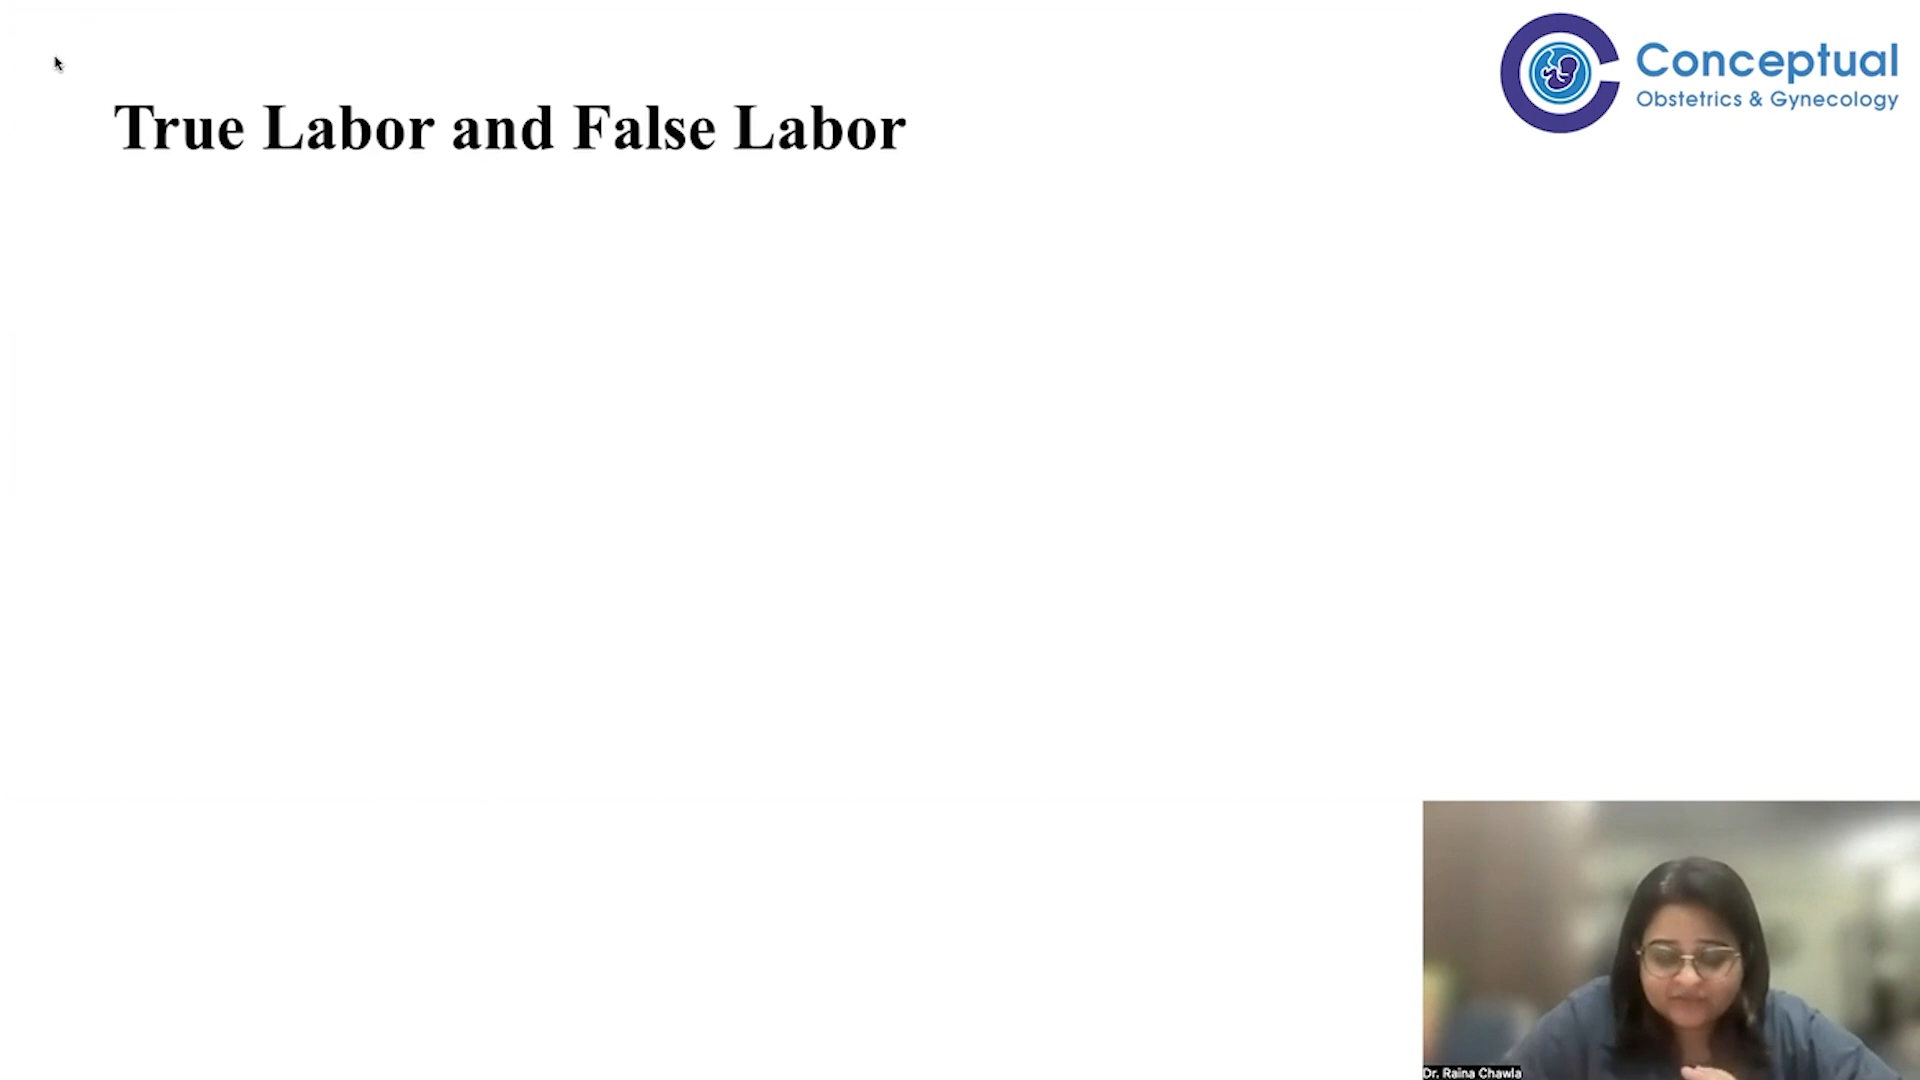 Conceptual
Obstetrics & Gynecology
True Labor and False Labor
Dr. Raina Chawla